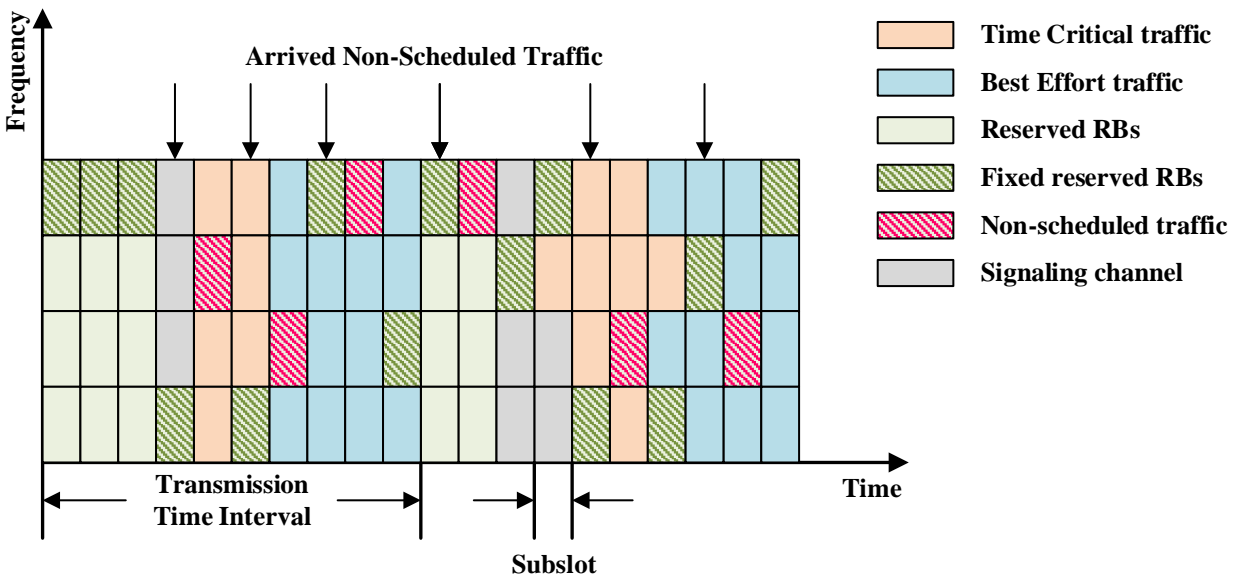 Frequency
Arrived Non-Scheduled Traffic
Time Critical traffic
Best Effort traffic
Reserved RBs
Fixed reserved RBs
Non-scheduled traffic
Signaling channel
Transmission
Time Interval
Time
Subslot